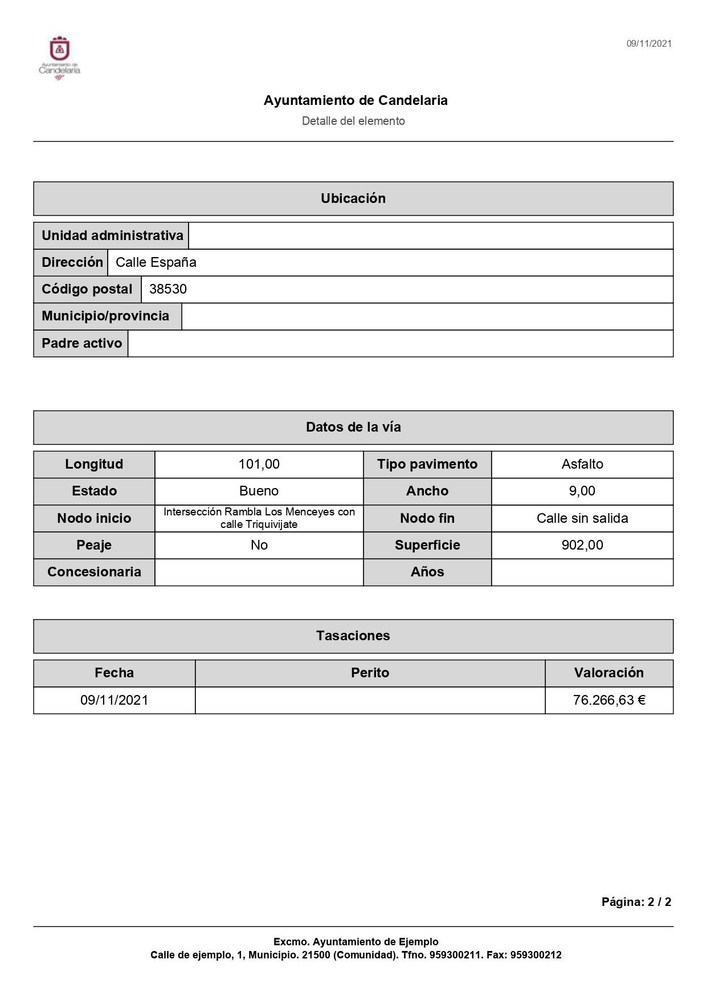 Ayuntamiento de
Candelaria
09/11/2021
Ayuntamiento de Candelaria
Detalle del elemento
Ubicación
Unidad administrativa
Dirección Calle España
Código postal 38530
Municipio/provincia
Padre activo
Datos de la vía
Longitud 101,00 Tipo pavimento Asfalto
Estado Bueno Ancho 9,00
Nodo inicio Intersección Rambla Los Menceyes con calle Triquivijate Nodo fin Calle sin salida
Peaje No Superficie 902,00
Concesionaria Años
Tasaciones
Fecha Perito Valoración
09/11/2021 76.266,63 €
Página: 2 / 2
Excmo. Ayuntamiento de Ejemplo
Calle de ejemplo, 1, Municipio. 21500 (Comunidad). Tfno. 959300211. Fax: 959300212